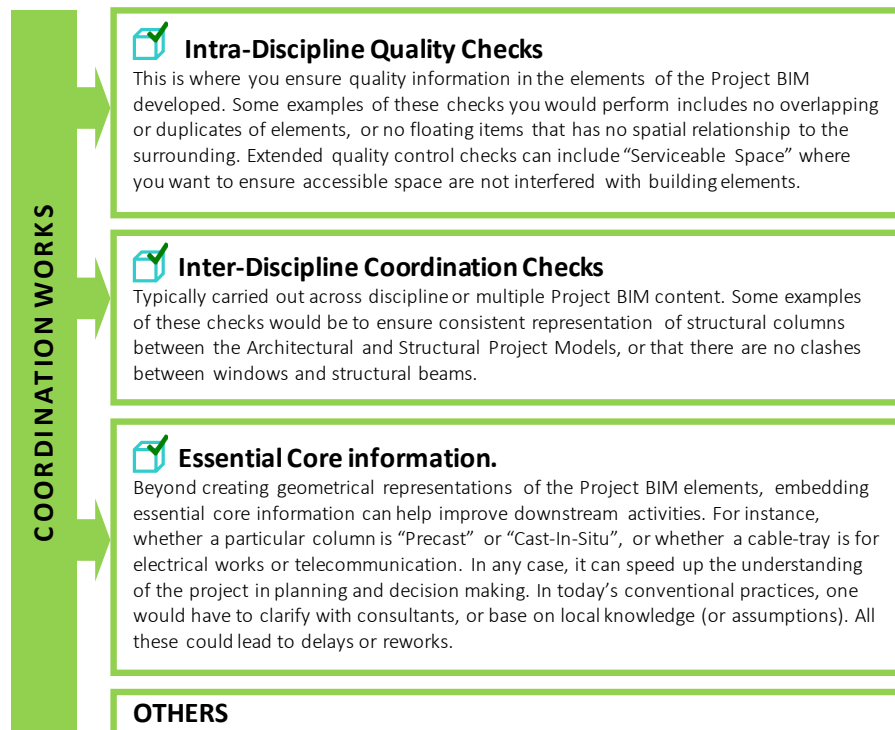 COORDINATION WORKS
Intra-Discipline Quality Checks
This is where you ensure quality information in the elements of the Project BIM
developed. Some examples of these checks you would perform includes no overlapping
or duplicates of elements, or no floating items that has no spatial relationship to the
surrounding. Extended quality control checks can include “Serviceable Space” where
you want to ensure accessible space are not interfered with building elements.
Inter-Discipline Coordination Checks
Typically carried out across discipline or multiple Project BIM content. Some examples
of these checks would be to ensure consistent representation of structural columns
between the Architectural and Structural Project Models, or that there are no clashes
between windows and structural beams.
Essential Core information.
Beyond creating geometrical representations of the Project BIM elements, embedding
essential core information can help improve downstream activities. For instance,
whether a particular column is “Precast” or “Cast-In-Situ”, or whether a cable-tray is for
electrical works or telecommunication. In any case, it can speed up the understanding
of the project in planning and decision making. In today’s conventional practices, one
would have to clarify with consultants, or base on local knowledge (or assumptions). All
these could lead to delays or reworks.
OTHERS